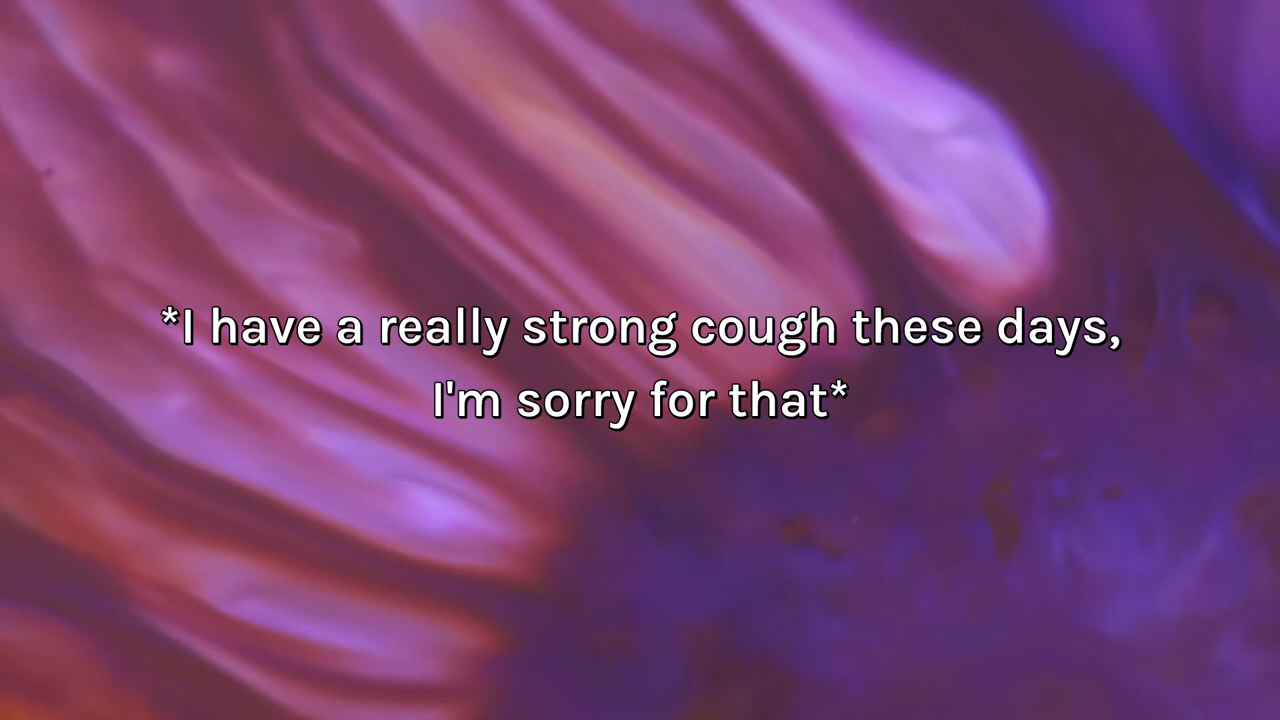 *I have a really strong cough these days,
I'm sorry for that*